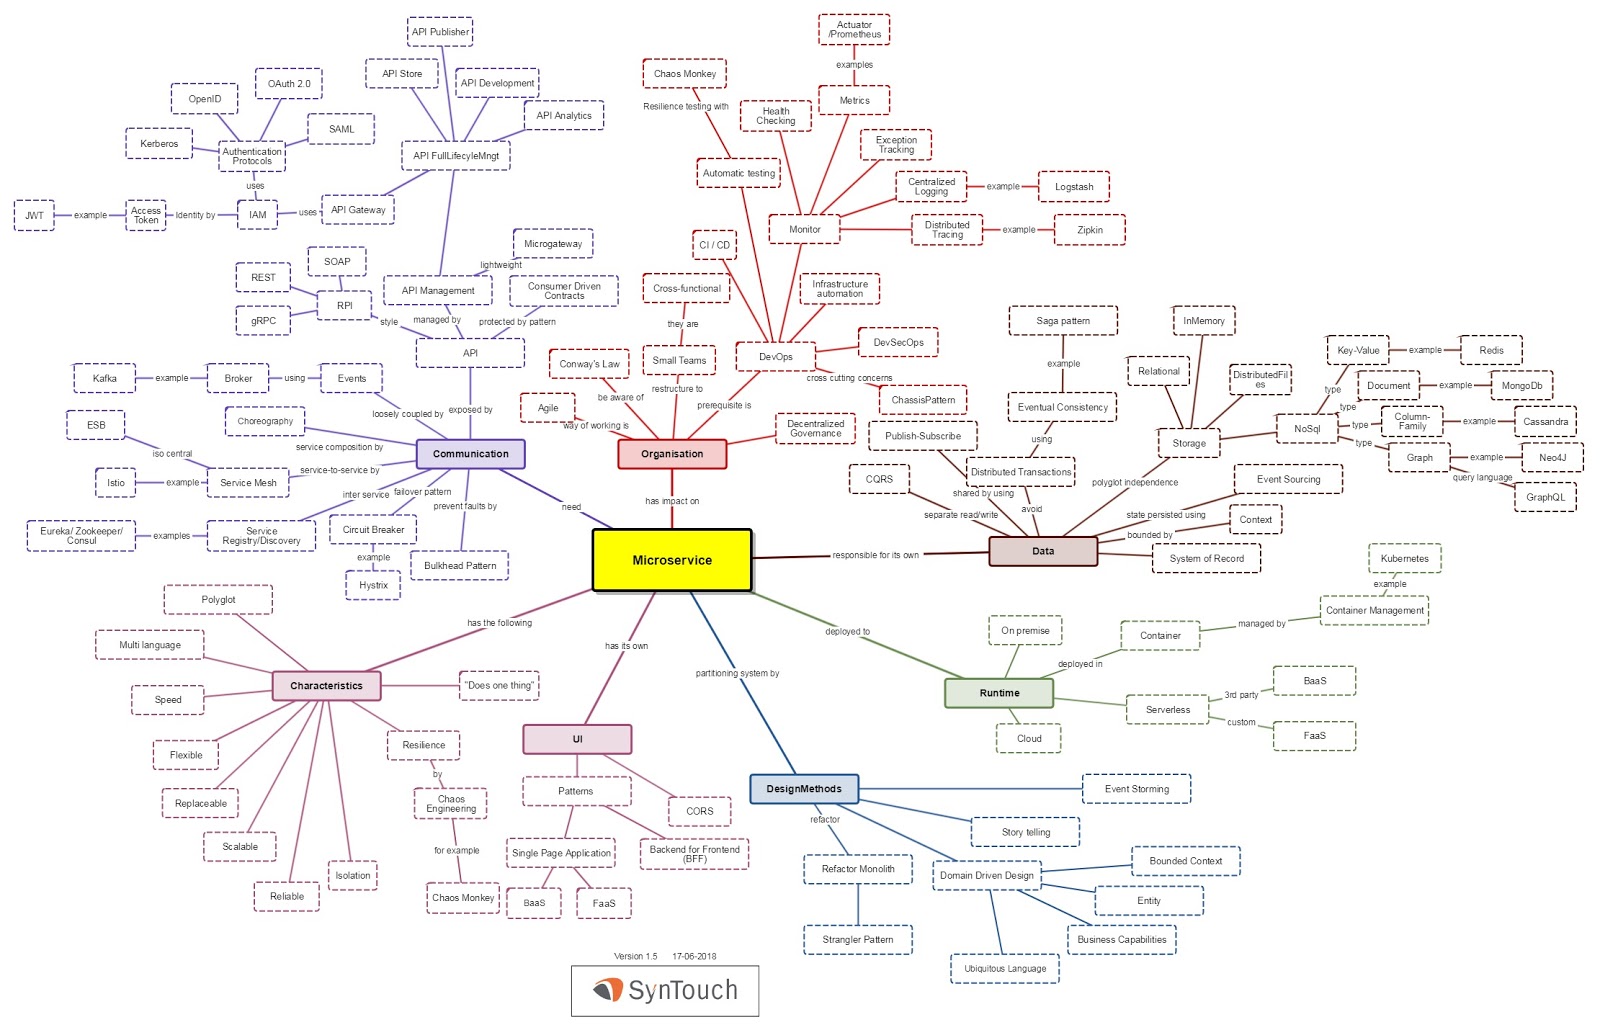 API Publisher
API Store
API Development
API Analytics
OAuth 2.0
OpenID
SAML
Kerberos
Authentication
Protocols
API FullLifecyleMngt
uses
JWT
example
Access
Token
Identity by
IAM
uses
API Gateway
Microgateway
lightweight
SOAP
REST
RPI
gRPC
style
API Management
Consumer Driven
Contracts
managed by
protected by pattern
API
Kafka
example
Broker
using
Events
loosely coupled by
exposed by
ESB
Choreography
service composition by
iso central
Communication
Istio
example
Service Mesh
service-to-service by
inter service
failover pattern
prevent faults by
need
Eureka/ Zookeeper/
Consul
examples
Service
Registry/Discovery
Circuit Breaker
example
Hystrix
Bulkhead Pattern
Actuator
/Prometheus
examples
Chaos Monkey
Metrics
Resilience testing with
Health
Checking
Exception
Tracking
Automatic testing
Centralized
Logging
example
Logstash
Monitor
Distributed
Tracing
example
Zipkin
CI / CD
Cross-functional
Infrastructure
automation
they are
DevOps
DevSecOps
Conway's Law
Small Teams
cross cutting concerns
ChassisPattern
restructure to
be aware of
prerequisite is
Agile
way of working is
Decentralized
Governance
Organisation
has impact on
Saga pattern
InMemory
example
Relational
DistributedFil
es
Key-Value
example
Redis
type
Document
example
MongoDb
type
Eventual Consistency
NoSql
type
Column-
Family
example
Cassandra
Publish-Subscribe
using
Storage
type
Graph
example
Neo4J
query language
GraphQL
CQRS
Distributed Transactions
polyglot independence
Event Sourcing
shared by using
separate read/write
avoid
state persisted using
Context
bounded by
System of Record
Microservice
responsible for its own
Data
Polyglot
has the following
Multi language
Characteristics
"Does one thing"
Speed
Flexible
Resilience
by
Replaceable
Chaos
Engineering
Scalable
for example
Isolation
Reliable
Chaos Monkey
has its own
UI
Patterns
CORS
Single Page Application
Backend for Frontend
(BFF)
BaaS
FaaS
partitioning system by
DesignMethods
Event Storming
refactor
Story telling
Refactor Monolith
Domain Driven Design
Bounded Context
Entity
Strangler Pattern
Business Capabilities
Ubiquitous Language
deployed to
On premise
Container
managed by
Container Management
example
Kubernetes
deployed in
Runtime
Serverless
3rd party
BaaS
custom
FaaS
Cloud
Version 1.5 17-06-2018
SynTouch